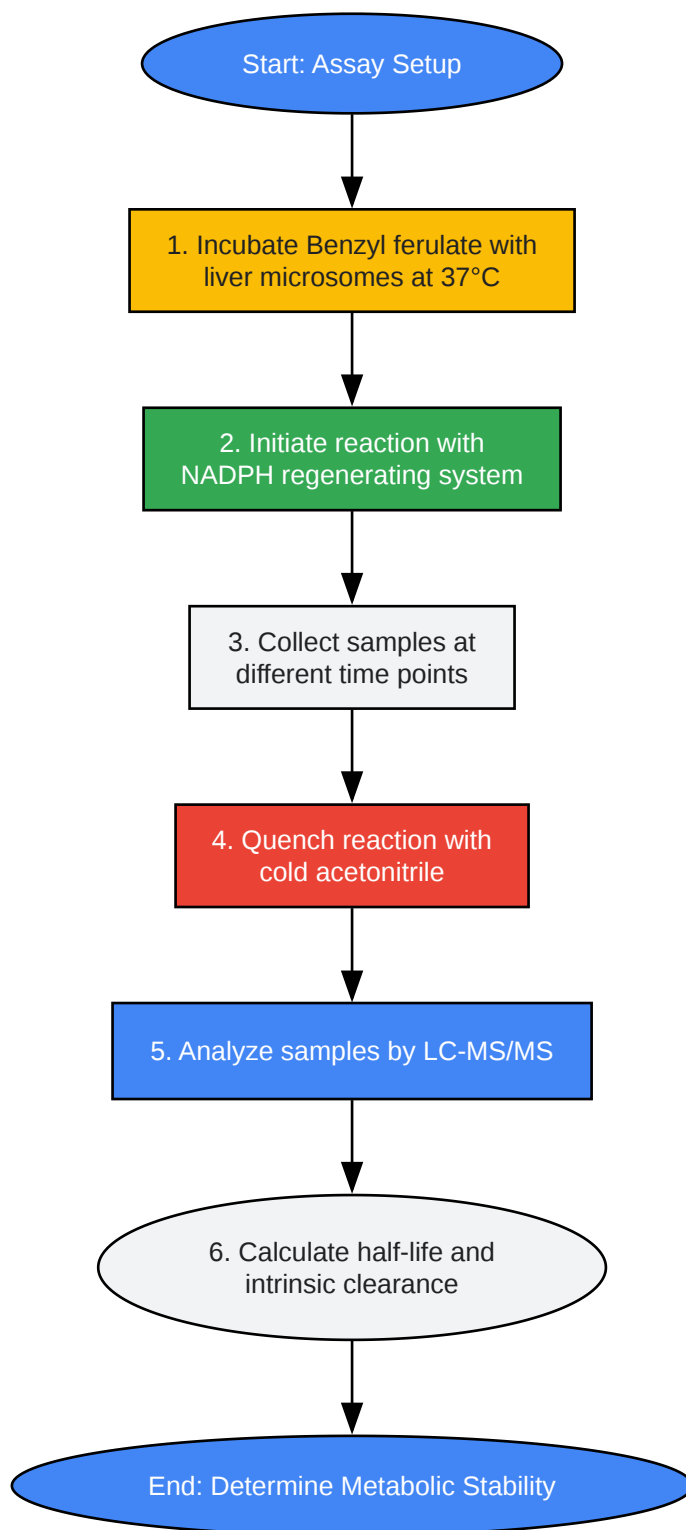 Start: Assay Setup
1. Incubate Benzyl ferulate with
liver microsomes at 37°C
2. Initiate reaction with
NADPH regenerating system
3. Collect samples at
different time points
4. Quench reaction with
cold acetonitrile
5. Analyze samples by LC-MS/MS
6. Calculate half-life and
intrinsic clearance
End: Determine Metabolic Stability